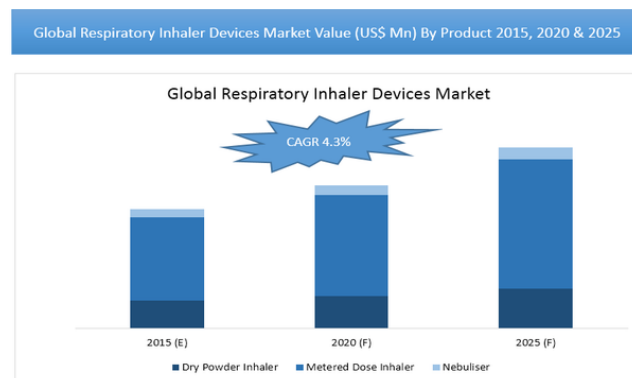 Global Respiratory Inhaler Devices Market Value (US$ Mn) By Product 2015, 2020 & 2025
Global Respiratory Inhaler Devices Market
CAGR 4.3%
2015 (E) 2020 (F) 2025 (F)
Dry Powder Inhaler Metered Dose Inhaler Nebuliser